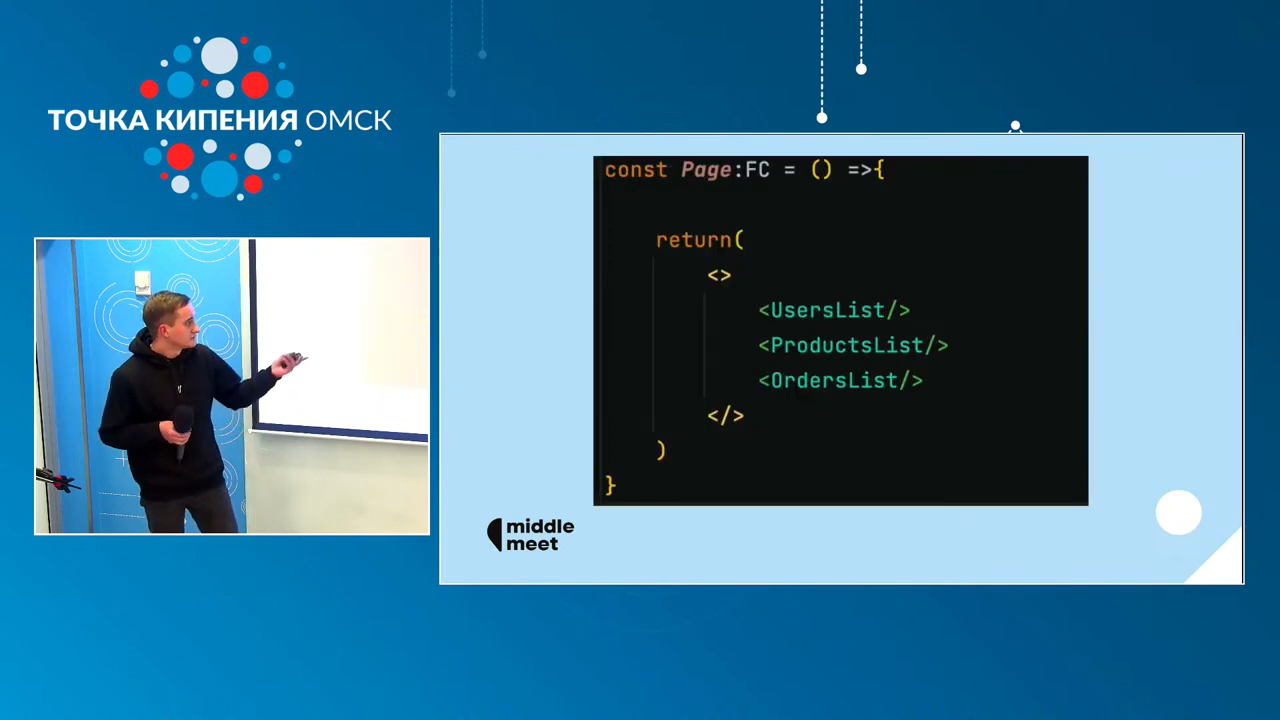 ТОЧКА КИПЕНИЯ ОМСК
const Page:FC = () =>{
return(
<>
<UsersList/>
<ProductsList/>
<OrdersList/>
</>
)
}
middle
meet